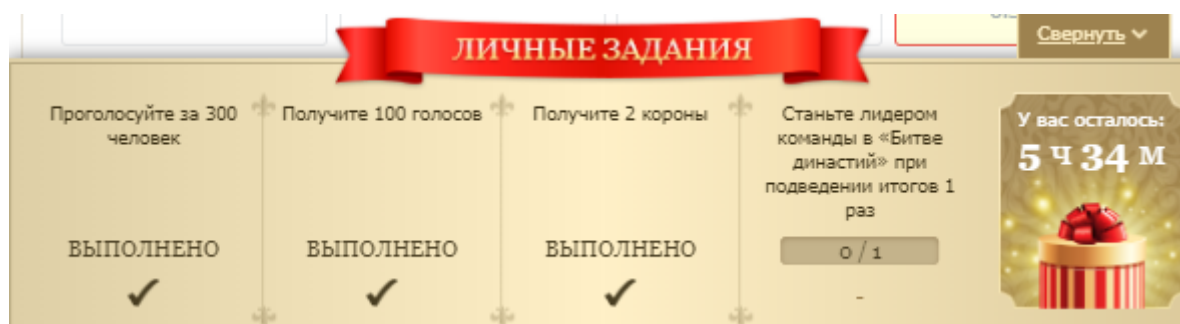 Свернуть
ЛИЧНЫЕ ЗАДАНИЯ
Проголосуйте за 300
человек
ВЫПОЛНЕНО
Получите 100 голосов
ВЫПОЛНЕНО
Получите 2 короны
ВЫПОЛНЕНО
Станьте лидером
команды в «Битве
династий» при
подведении итогов 1
раз
0 / 1
-
У вас осталось:
5 ч 34 м